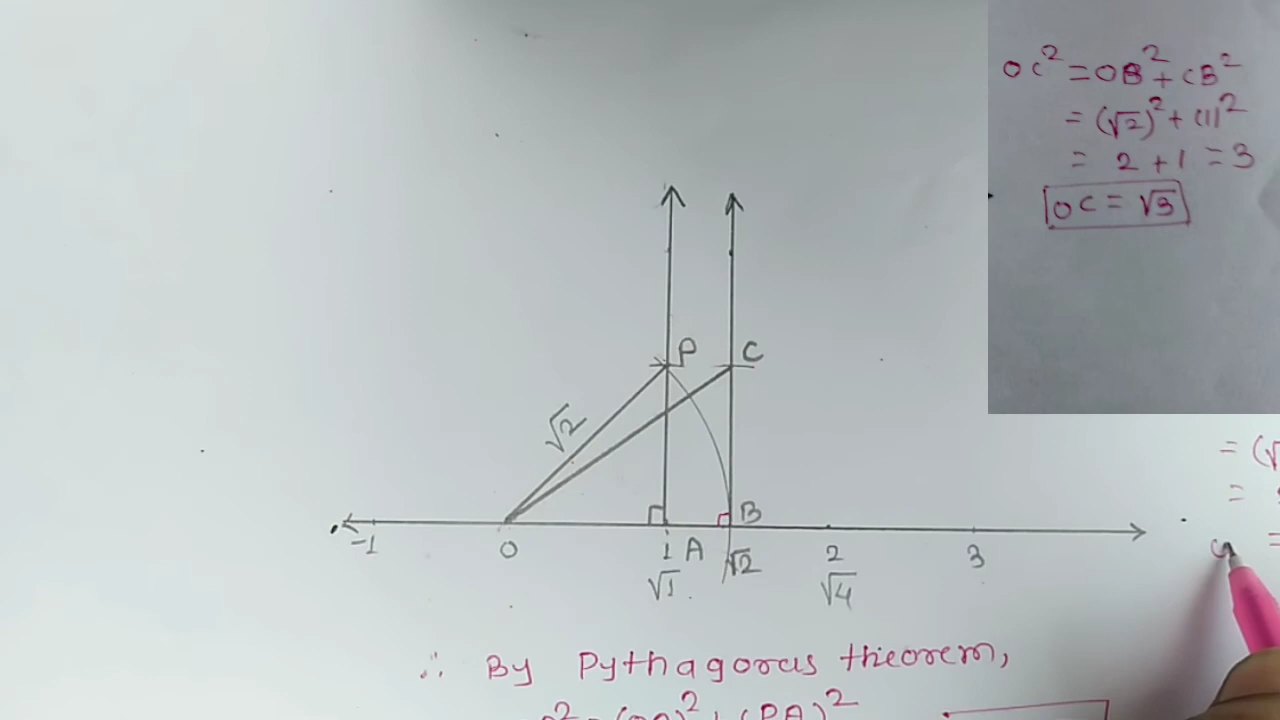 OC² = OB² + CB²
= (√2)² + (1)²
= 2 + 1 = 3
OC = √3
P
C
√2
B
-1 0 1 A √2 2 3
√1 √4
= (√
=
=
∴ By Pythagoras theorem,